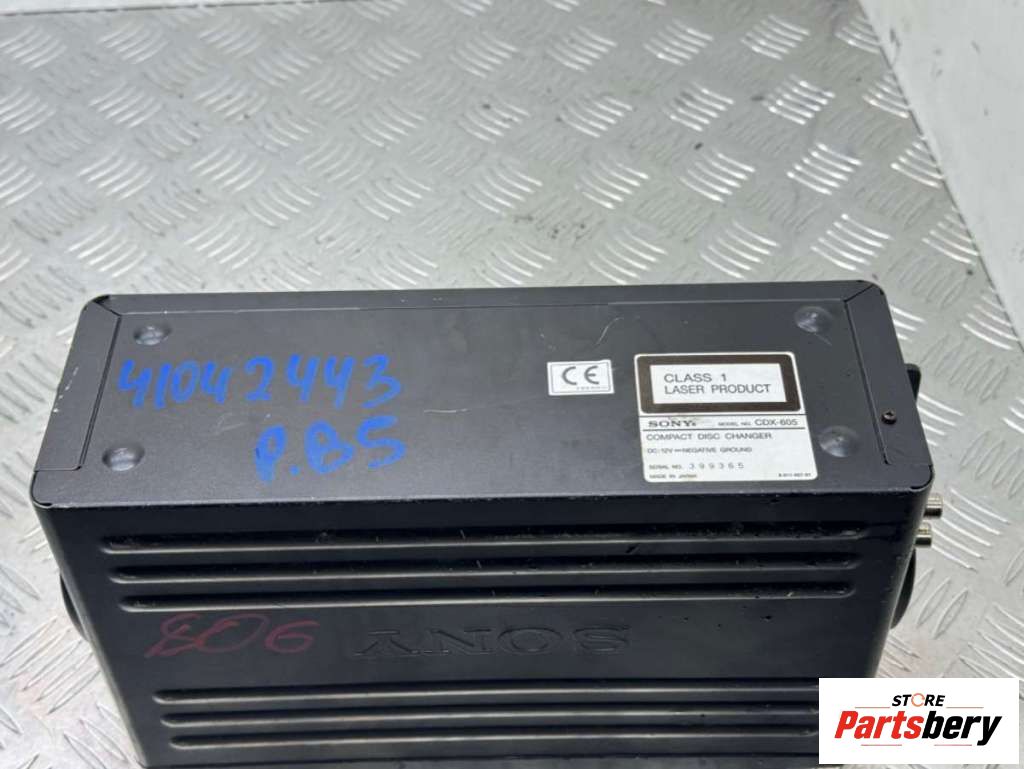 41042443
P.B5
CE
CLASS 1
LASER PRODUCT
SONY® MODEL NO. CDX-605
COMPACT DISC CHANGER
DC 12V NEGATIVE GROUND
SERIAL NO. 399365
MADE IN JAPAN
806
SONY
STORE
Partsbery